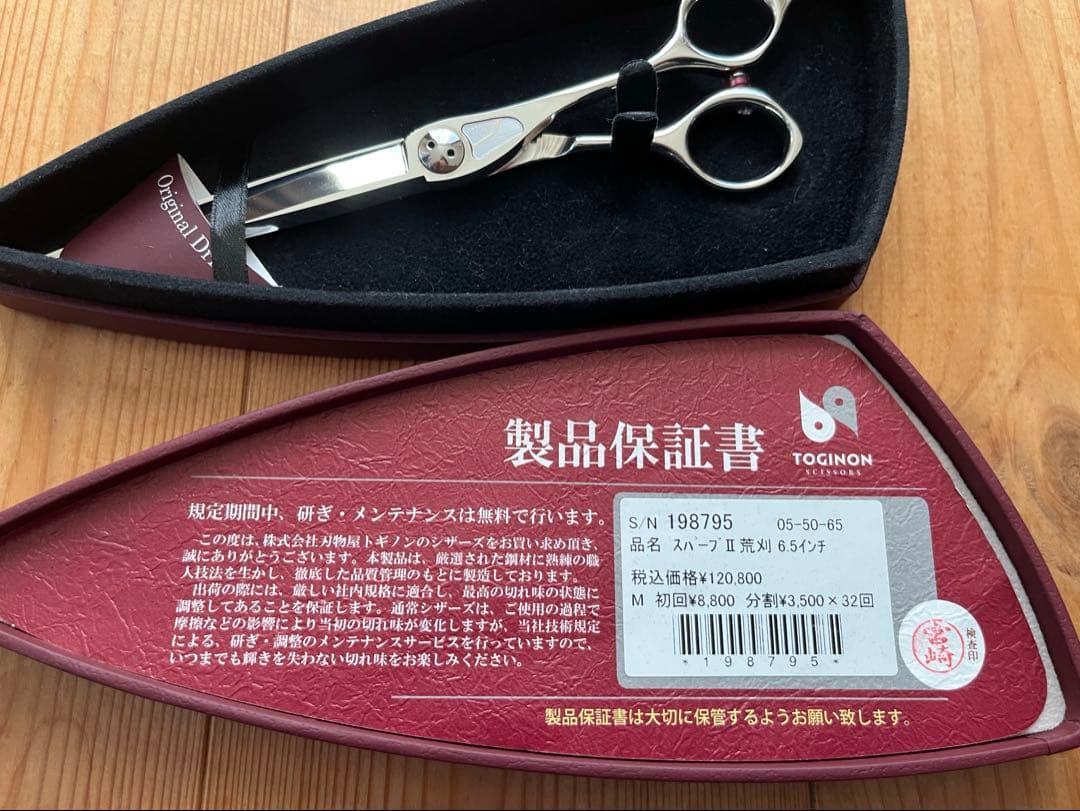 Original Dr
製品保証書
TOGINON
SCISSORS
規定期間中、研ぎ・メンテナンスは無料で行います。
この度は、株式会社刃物屋トギノンのシザーズをお買い求め頂き、
誠にありがとうございます。本製品は、厳選された鋼材に熟練の職
人技法を生かし、徹底した品質管理のもとに製造しております。
出荷の際には、厳しい社内規格に適合し、最高の切れ味の状態に
調整してあることを保証します。通常シザーズは、ご使用の過程で
摩擦などの影響により当初の切れ味が変化しますが、当社技術規定
による、研ぎ・調整のメンテナンスサービスを行っていますので、
いつまでも輝きを失わない切れ味をお楽しみください。
S/N 198795 05-50-65
品名 スパーブⅡ荒刈 6.5インチ
税込価格¥120,800
M 初回¥8,800 分割¥3,500×32回
*198795*
宮崎
検査印
製品保証書は大切に保管するようお願い致します。